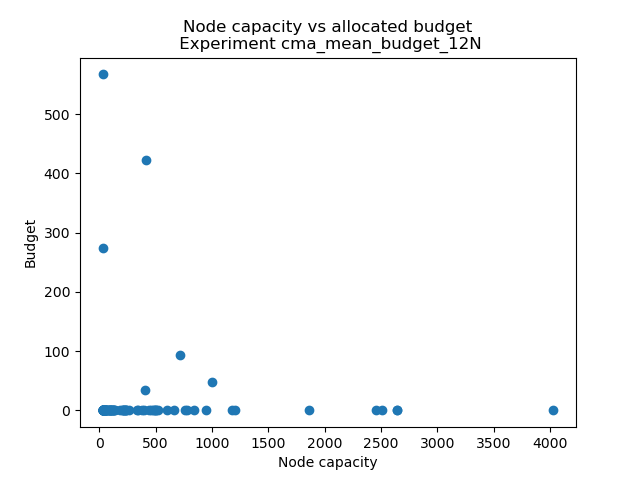 Node capacity vs allocated budget
Experiment cma_mean_budget_12N
500
400
300
200
100
0
Budget
0 500 1000 1500 2000 2500 3000 3500 4000
Node capacity